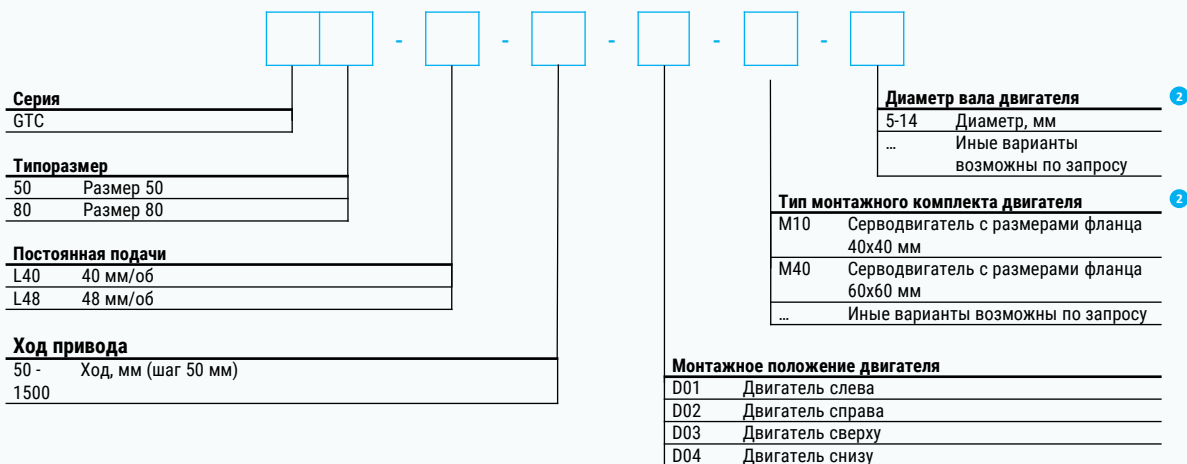 - - - - -
Серия
GTC
Типоразмер
50 Размер 50
80 Размер 80
Постоянная подачи
L40 40 мм/об
L48 48 мм/об
Ход привода
50 - Ход, мм (шаг 50 мм)
1500
Диаметр вала двигателя 2
5-14 Диаметр, мм
... Иные варианты
возможны по запросу
Тип монтажного комплекта двигателя 2
M10 Серводвигатель с размерами фланца
40x40 мм
M40 Серводвигатель с размерами фланца
60x60 мм
... Иные варианты возможны по запросу
Монтажное положение двигателя
D01 Двигатель слева
D02 Двигатель справа
D03 Двигатель сверху
D04 Двигатель снизу